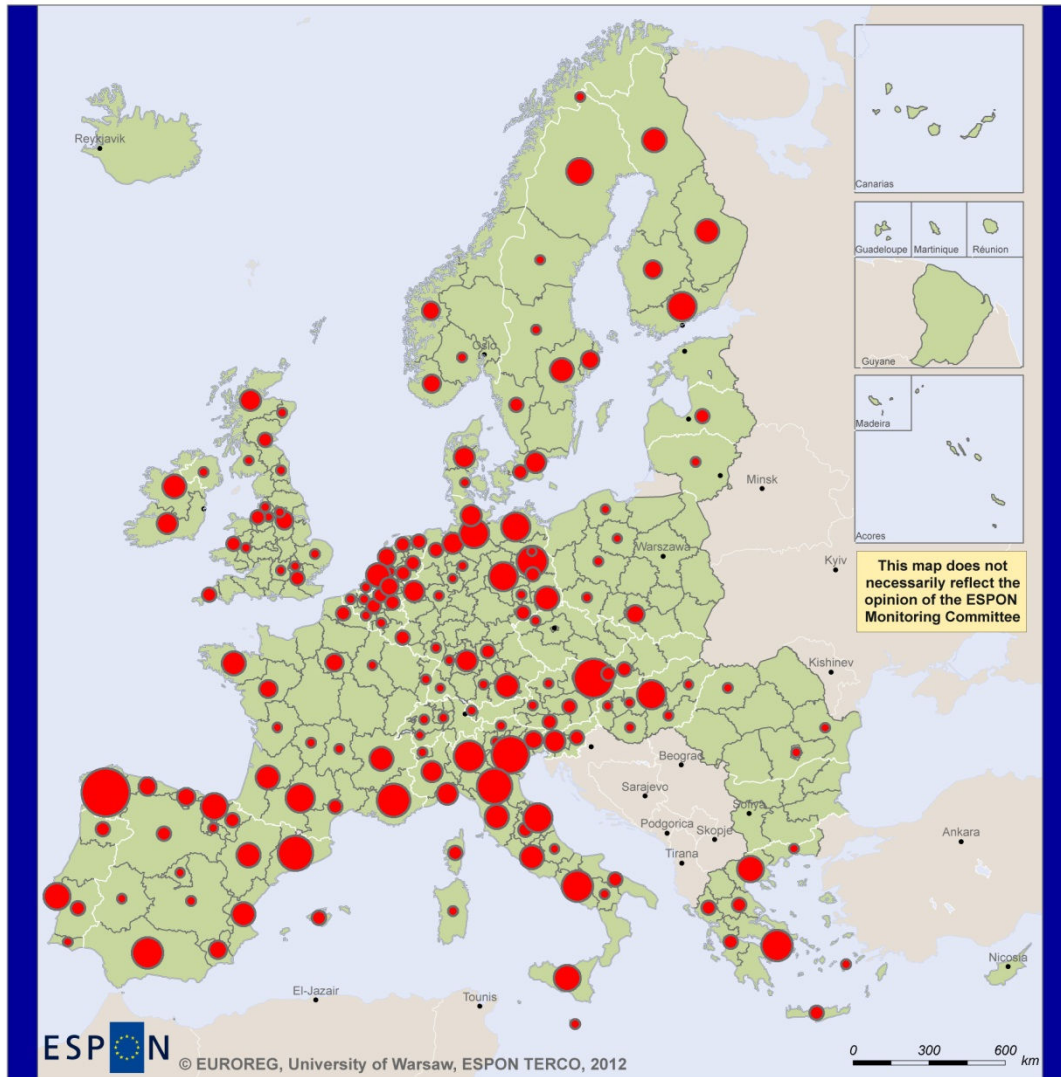 Reykjavik
Canarias
Guadeloupe
Martinique
Réunion
Guyane
Oslo
Madeira
Minsk
Acores
Warszawa
Kyiv
This map does not
necessarily reflect the
opinion of the ESPON
Monitoring Committee
Kishinev
Beograd
Sarajevo
Sofiya
Podgorica
Skopje
Ankara
Tirana
Nicosia
El-Jazair
Tounis
ESPON
© EUROREG, University of Warsaw, ESPON TERCO, 2012
0 300 600
km